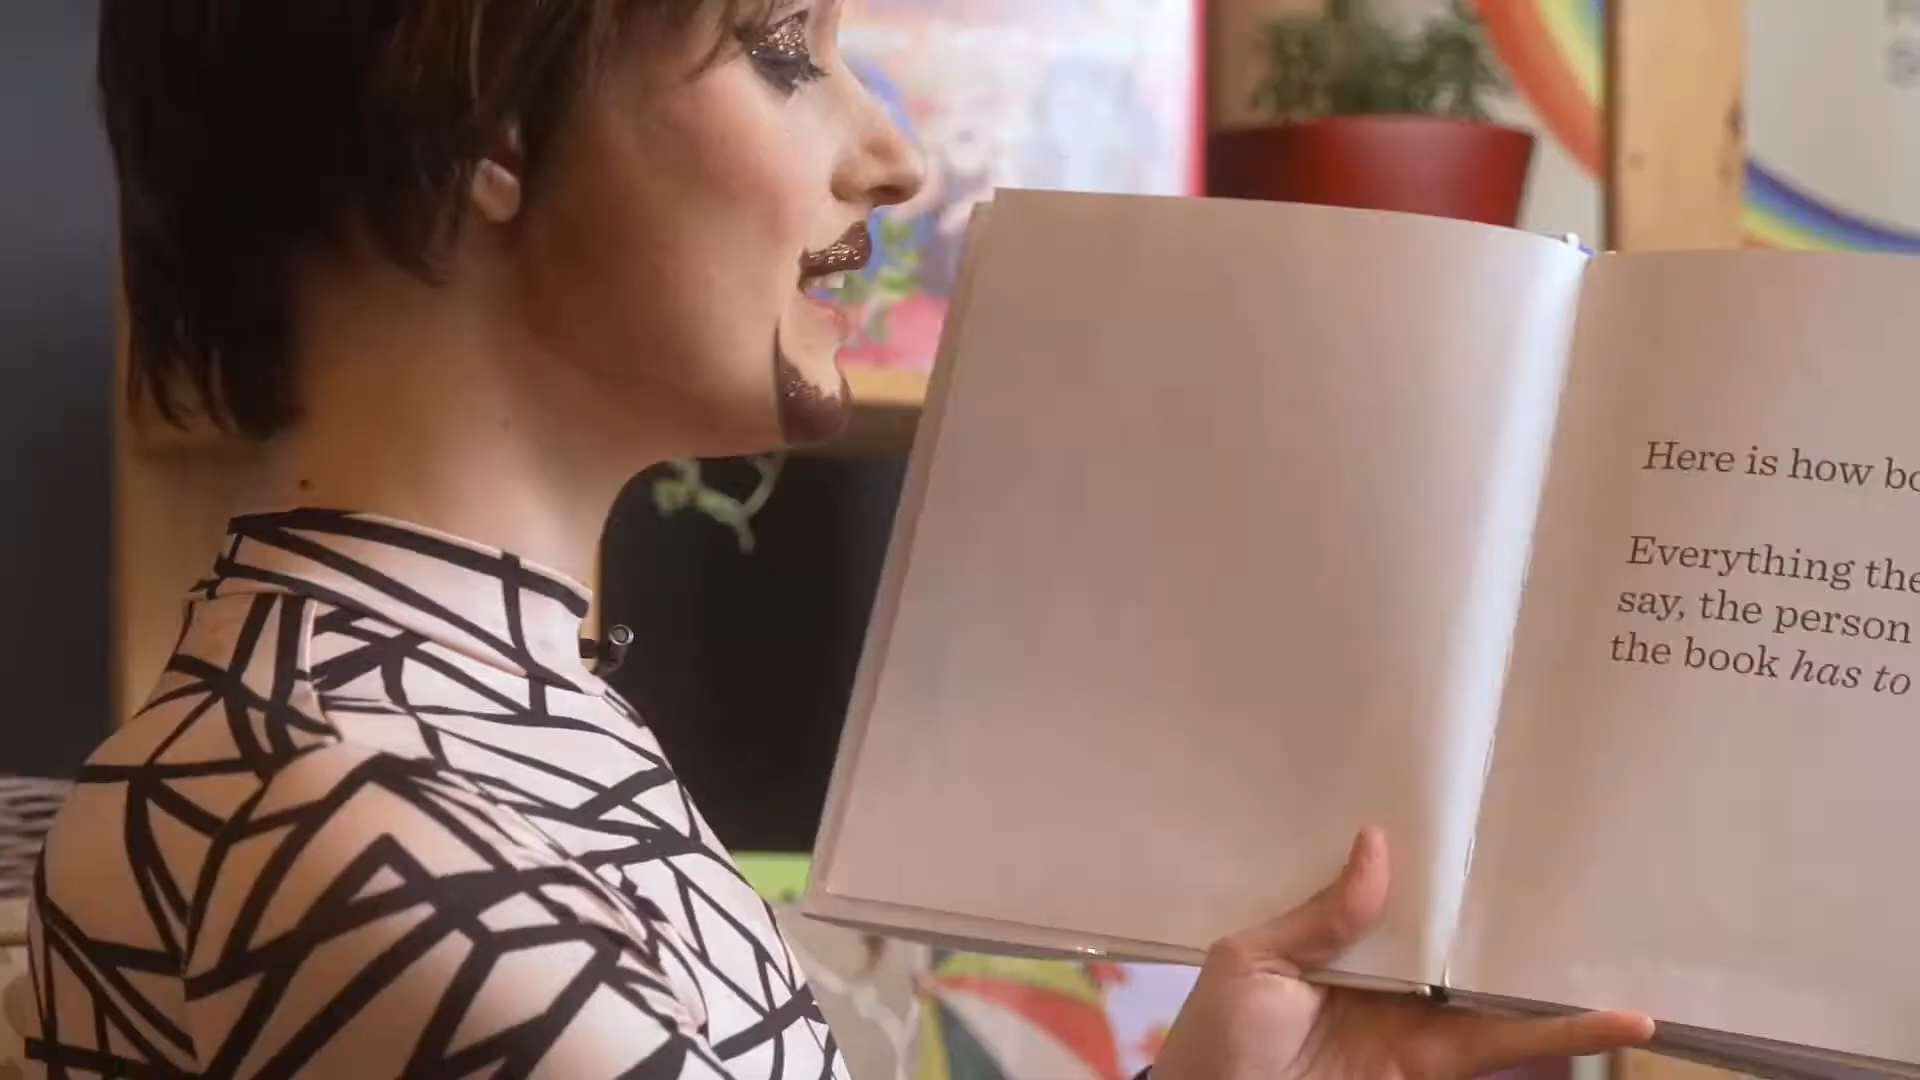 Here is how
Everything
say, the person
the book has to